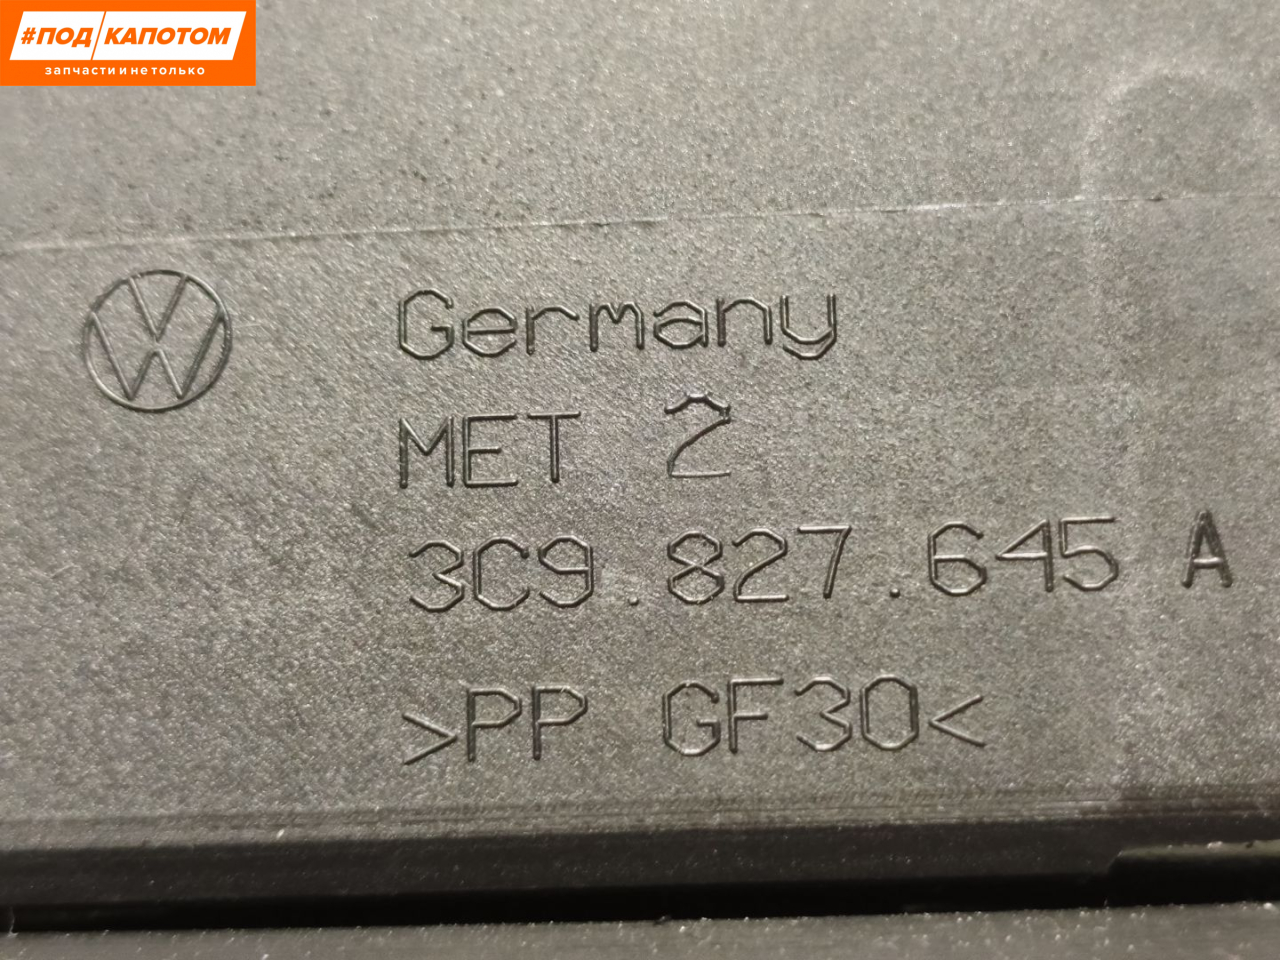 #ПОД КАПОТОМ
запчасти и не только
Germany
MET 2
3C9.827.645 A
>PP GF30<